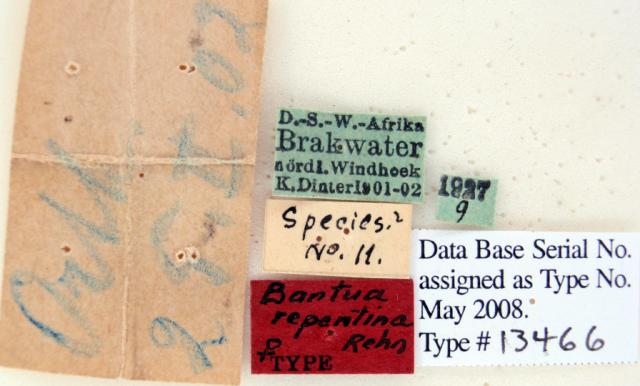 D.-S.-W.-Afrika
Brakwater
nördl. Windhoek
K. Dinter 1901-02
1927
9
Species.²
No. 11.
Bantua
repentina
Rehn
TYPE
Data Base Serial No.
assigned as Type No.
May 2008.
Type # 13466
Orth